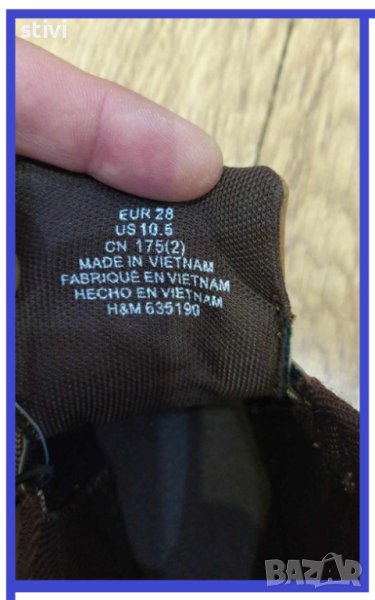 stivi
EUR 28
US 10.5
CN 175(2)
MADE IN VIETNAM
FABRIQUE EN VIETNAM
HECHO EN VIETNAM
H&M 635190
BAZAR